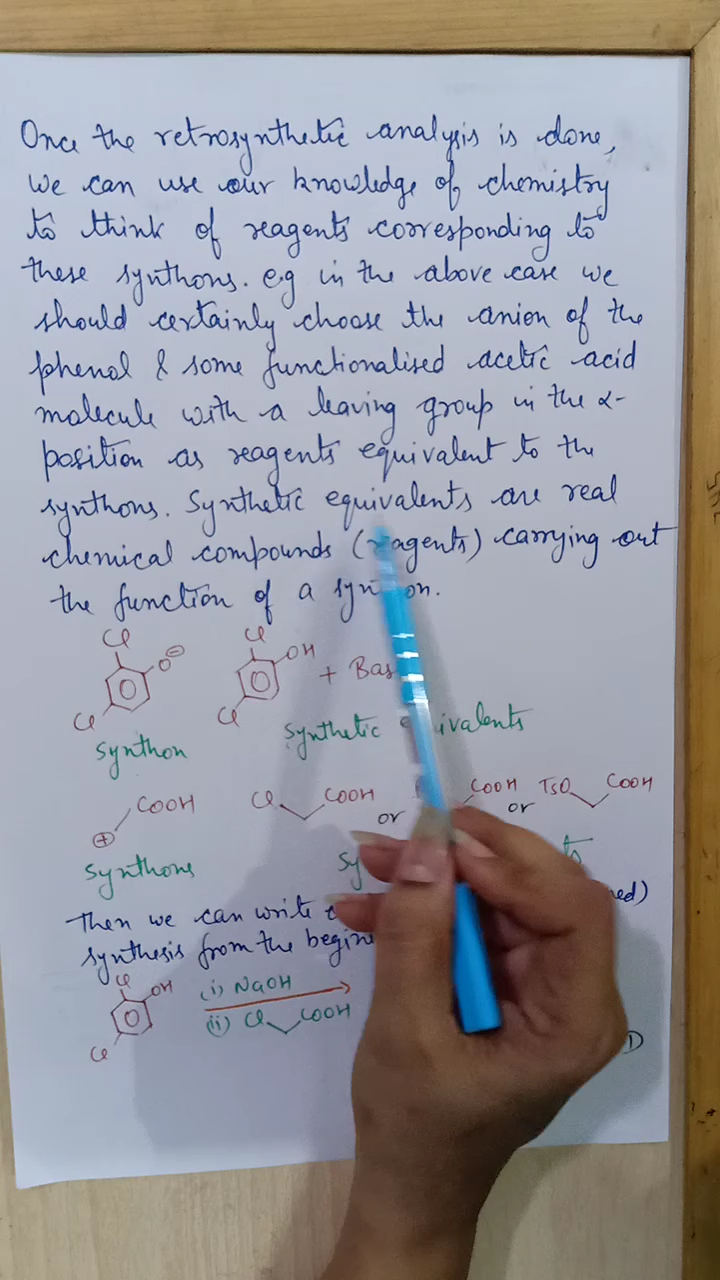 Once the retrosynthetic analysis is done,
we can use our knowledge of chemistry
to think of reagents corresponding to
these synthons. e.g in the above case we
should certainly choose the anion of the
phenol & some functionalised acetic acid
molecule with a leaving group in the α-
position as reagents equivalent to the
synthons. Synthetic equivalents are real
chemical compounds (reagents) carrying out
the function of a synthon.
Cl Cl
O⊖ OH + Bas
Cl Cl
Synthon Synthetic equivalents
COOH Cl COOH or COOH or TsO COOH
⊕
Synthons Sy ts
Then we can write
synthesis from the begin
Cl
OH (i) NaOH
(ii) Cl COOH
Cl